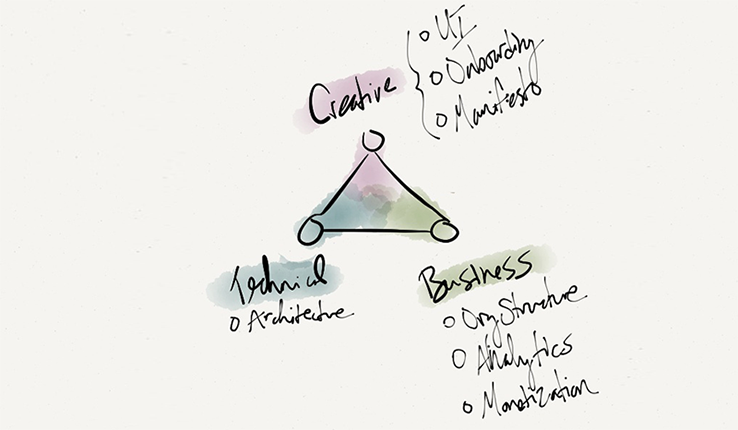 Creative
UI
Onboarding
Manifesto
Technical
Architecture
Business
Org Structure
Analytics
Monetization